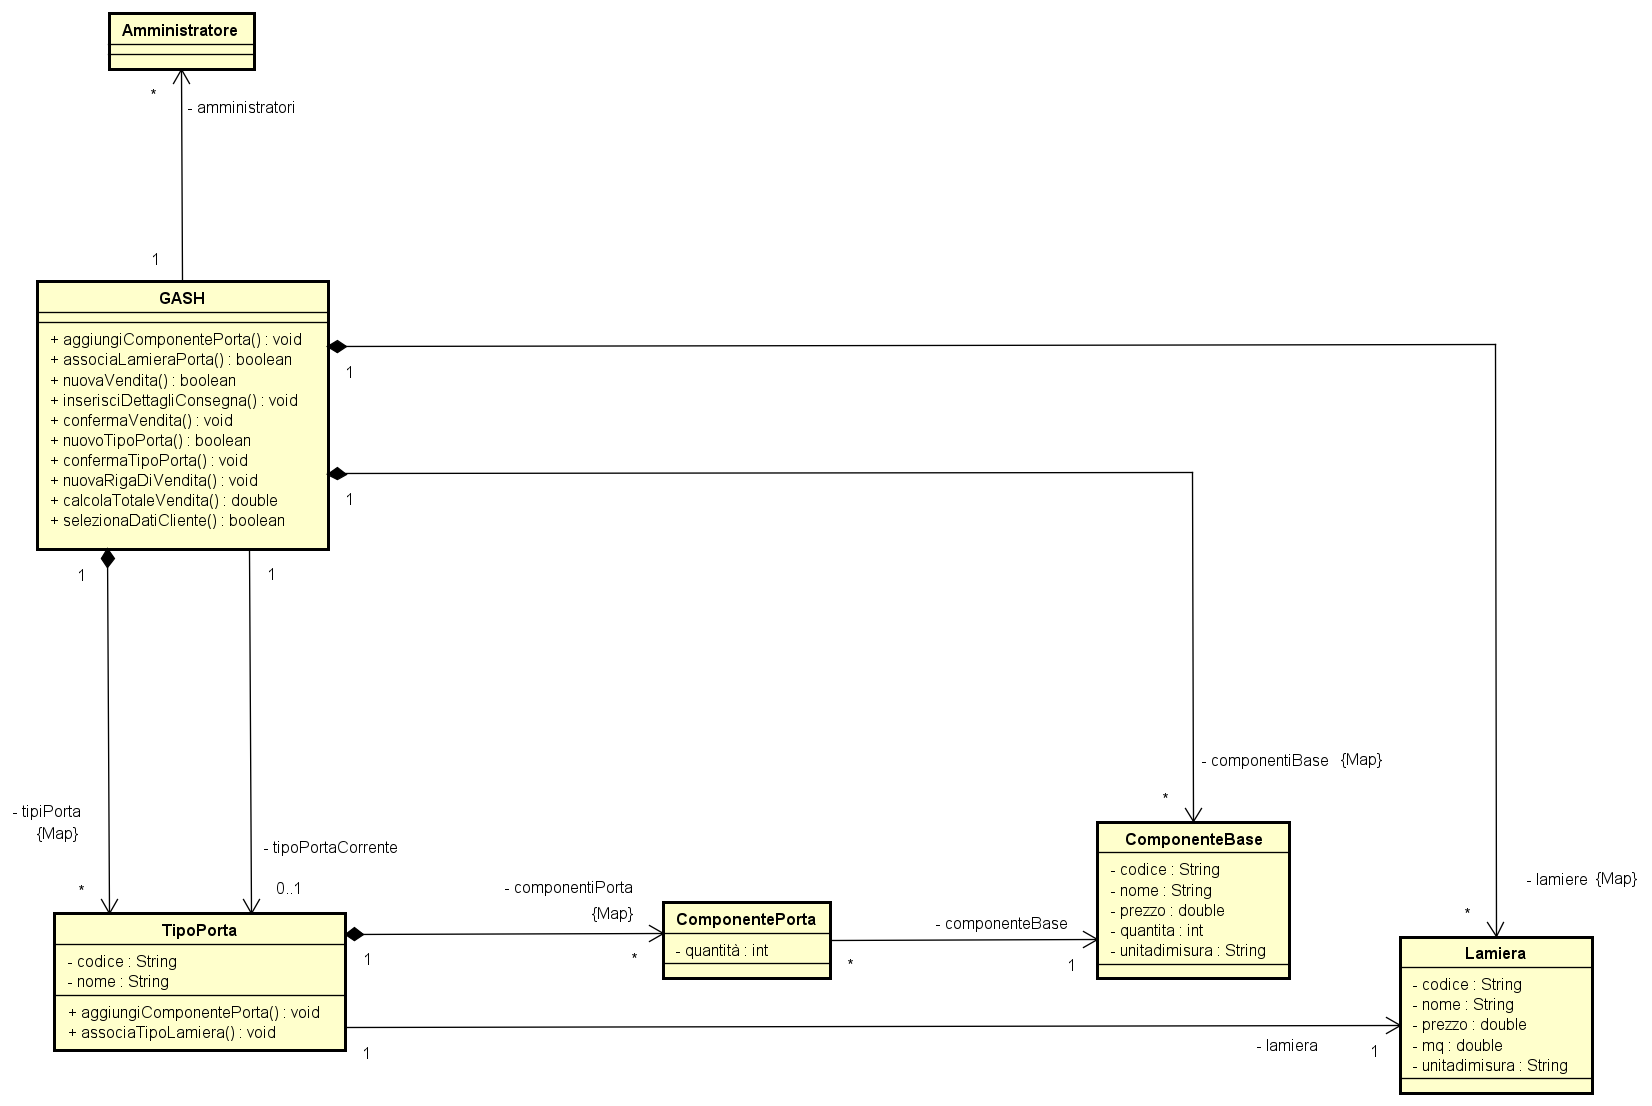 Amministratore
*
- amministratori
1
GASH
+ aggiungiComponentePorta() : void
+ associaLamieraPorta() : boolean
+ nuovaVendita() : boolean
+ inserisciDettagliConsegna() : void
+ confermaVendita() : void
+ nuovoTipoPorta() : boolean
+ confermaTipoPorta() : void
+ nuovaRigaDiVendita() : void
+ calcolaTotaleVendita() : double
+ selezionaDatiCliente() : boolean
1
1
1
1
- tipiPorta
{Map}
*
- tipoPortaCorrente
0..1
- componentiBase {Map}
*
- lamiere {Map}
*
TipoPorta
- codice : String
- nome : String
+ aggiungiComponentePorta() : void
+ associaTipoLamiera() : void
1
- componentiPorta
{Map}
*
ComponentePorta
- quantità : int
*
- componenteBase
1
ComponenteBase
- codice : String
- nome : String
- prezzo : double
- quantita : int
- unitadimisura : String
1
- lamiera
1
Lamiera
- codice : String
- nome : String
- prezzo : double
- mq : double
- unitadimisura : String